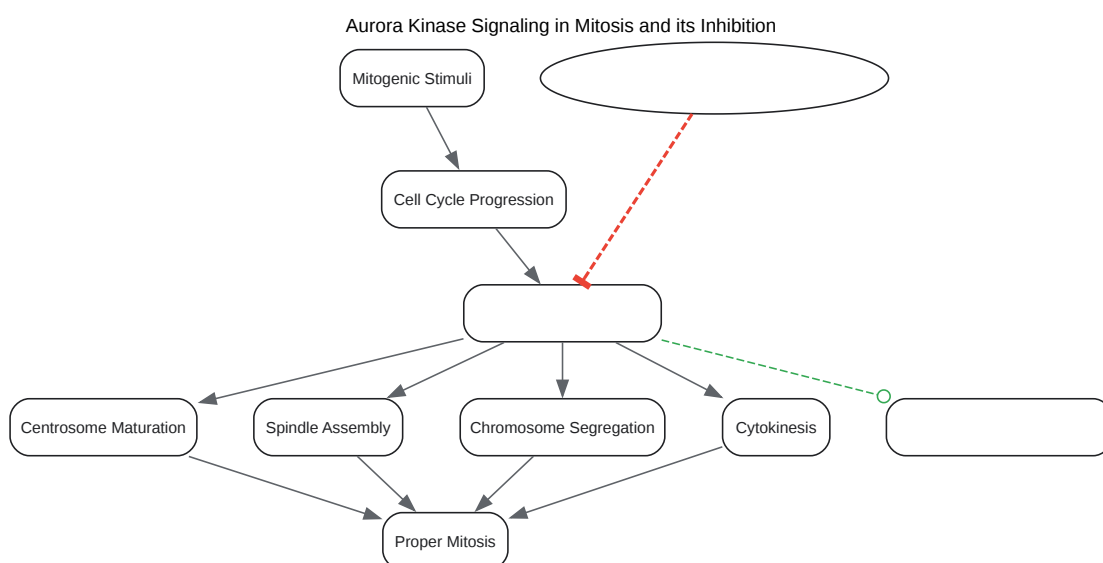 Aurora Kinase Signaling in Mitosis and its Inhibition
Mitogenic Stimuli
Cell Cycle Progression
Centrosome Maturation
Spindle Assembly
Chromosome Segregation
Cytokinesis
Proper Mitosis